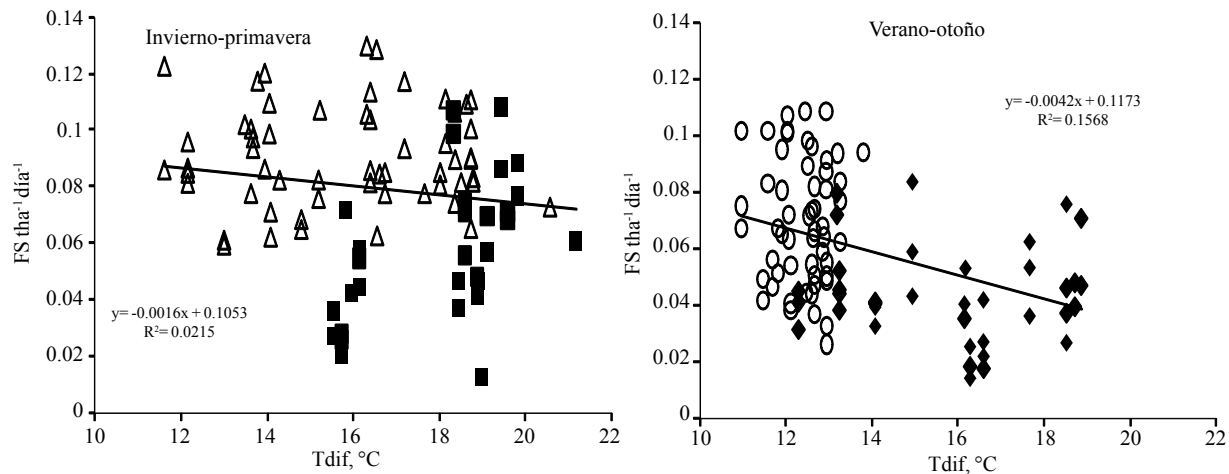 Invierno-primavera
FS tha-1 día-1
0.14
0.12
0.1
0.08
0.06
0.04
0.02
0
y= -0.0016x + 0.1053
R2= 0.0215
10 12 14 16 18 20 22
Tdif, °C
Verano-otoño
FS tha-1 día-1
0.14
0.12
0.1
0.08
0.06
0.04
0.02
0
y= -0.0042x + 0.1173
R2= 0.1568
10 12 14 16 18 20 22
Tdif, °C